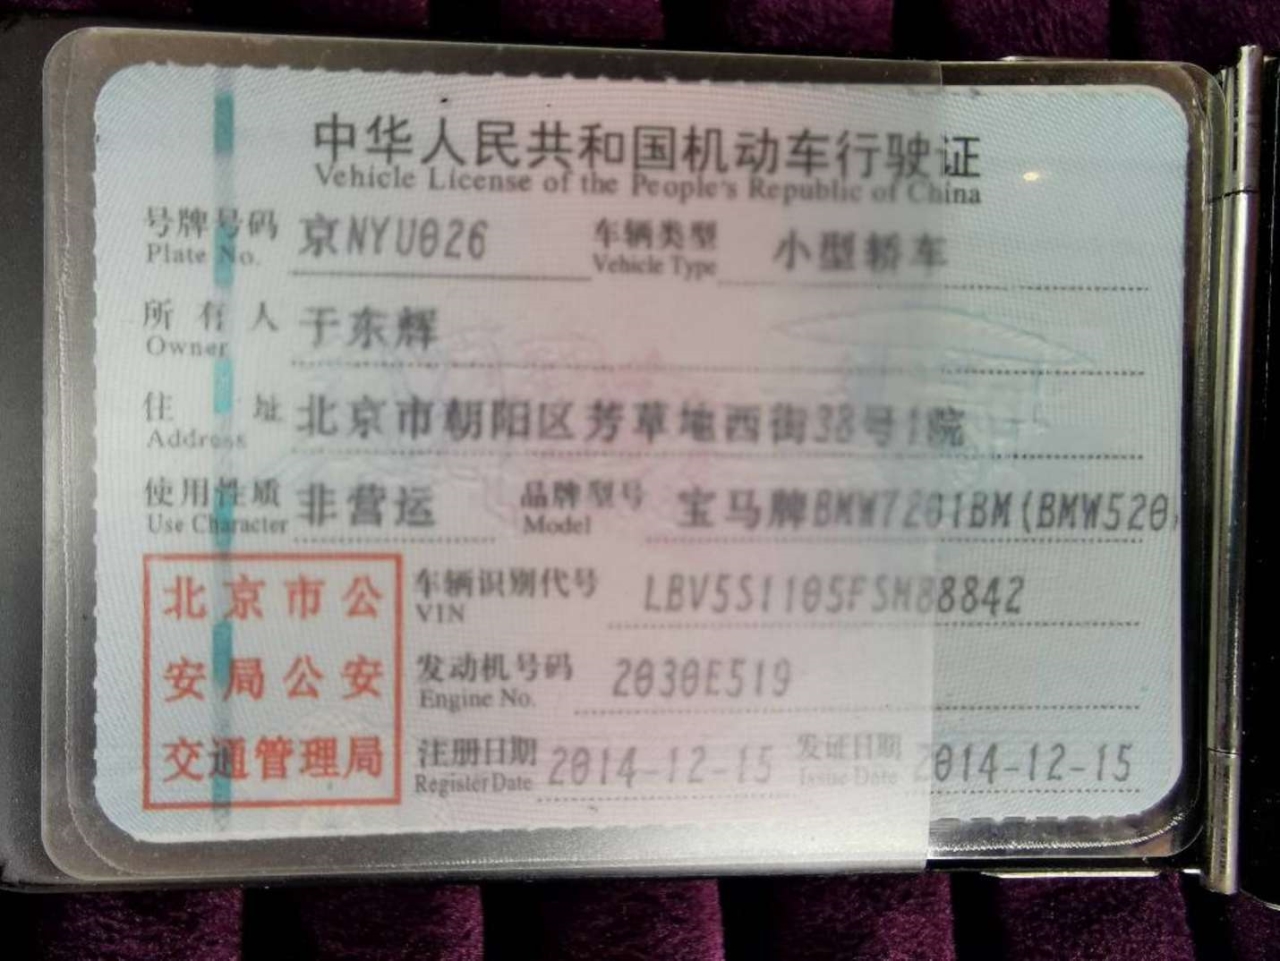 中华人民共和国机动车行驶证
Vehicle License of the People's Republic of China
号牌号码 京NYU026 车辆类型 小型轿车
Plate No. Vehicle Type
所有人 于东辉
Owner
住址 北京市朝阳区芳草地西街38号1院
Address
使用性质 非营运 品牌型号 宝马牌BMW7201BM(BMW520
Use Character Model
北京市公
安局公安
交通管理局
车辆识别代号 LBV5S1105FSM88842
VIN
发动机号码 2030E519
Engine No.
注册日期 2014-12-15 发证日期 2014-12-15
Register Date Issue Date